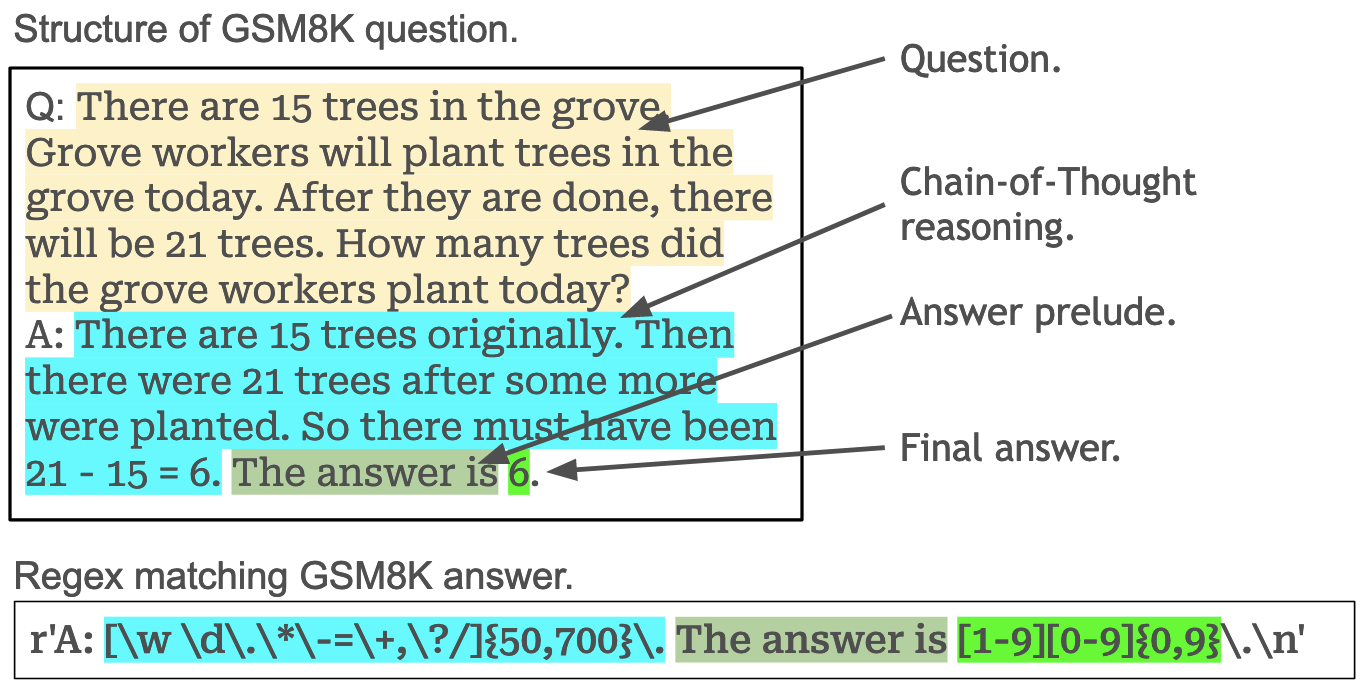 Structure of GSM8K question.
Question.
Q: There are 15 trees in the grove.
Grove workers will plant trees in the
grove today. After they are done, there
will be 21 trees. How many trees did
the grove workers plant today?
Chain-of-Thought
reasoning.
A: There are 15 trees originally. Then
there were 21 trees after some more
were planted. So there must have been
21 - 15 = 6. The answer is 6.
Answer prelude.
Final answer.
Regex matching GSM8K answer.
r'A: [\w \d\.\*\-=\+,\?/]{50,700}\. The answer is [1-9][0-9]{0,9}\.\n'